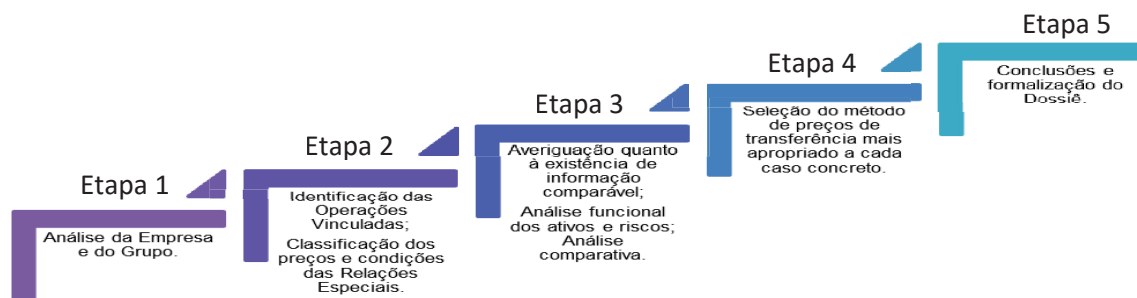 Etapa 1
Análise da Empresa
e do Grupo.
Etapa 2
Identificação das
Operações
Vinculadas;
Classificação dos
preços e condições
das Relações
Especiais.
Etapa 3
Averiguação quanto
à existência de
informação
comparável;
Análise funcional
dos ativos e riscos;
Análise
comparativa.
Etapa 4
Seleção do método
de preços de
transferência mais
apropriado a cada
caso concreto.
Etapa 5
Conclusões e
formalização do
Dossiê.